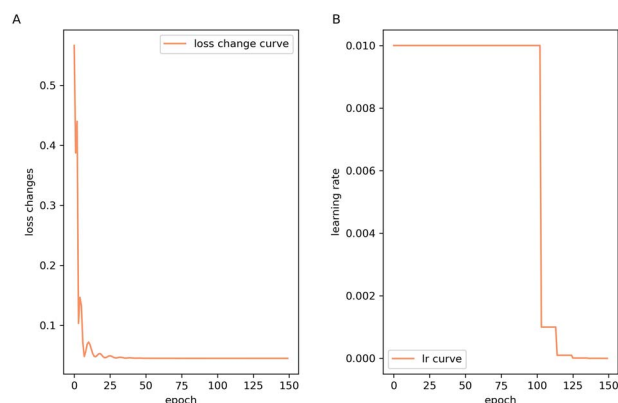 A
loss change curve
0.5
0.4
0.3
0.2
0.1
loss changes
0 25 50 75 100 125 150
epoch
B
0.010
0.008
0.006
0.004
0.002
0.000
learning rate
lr curve
0 25 50 75 100 125 150
epoch